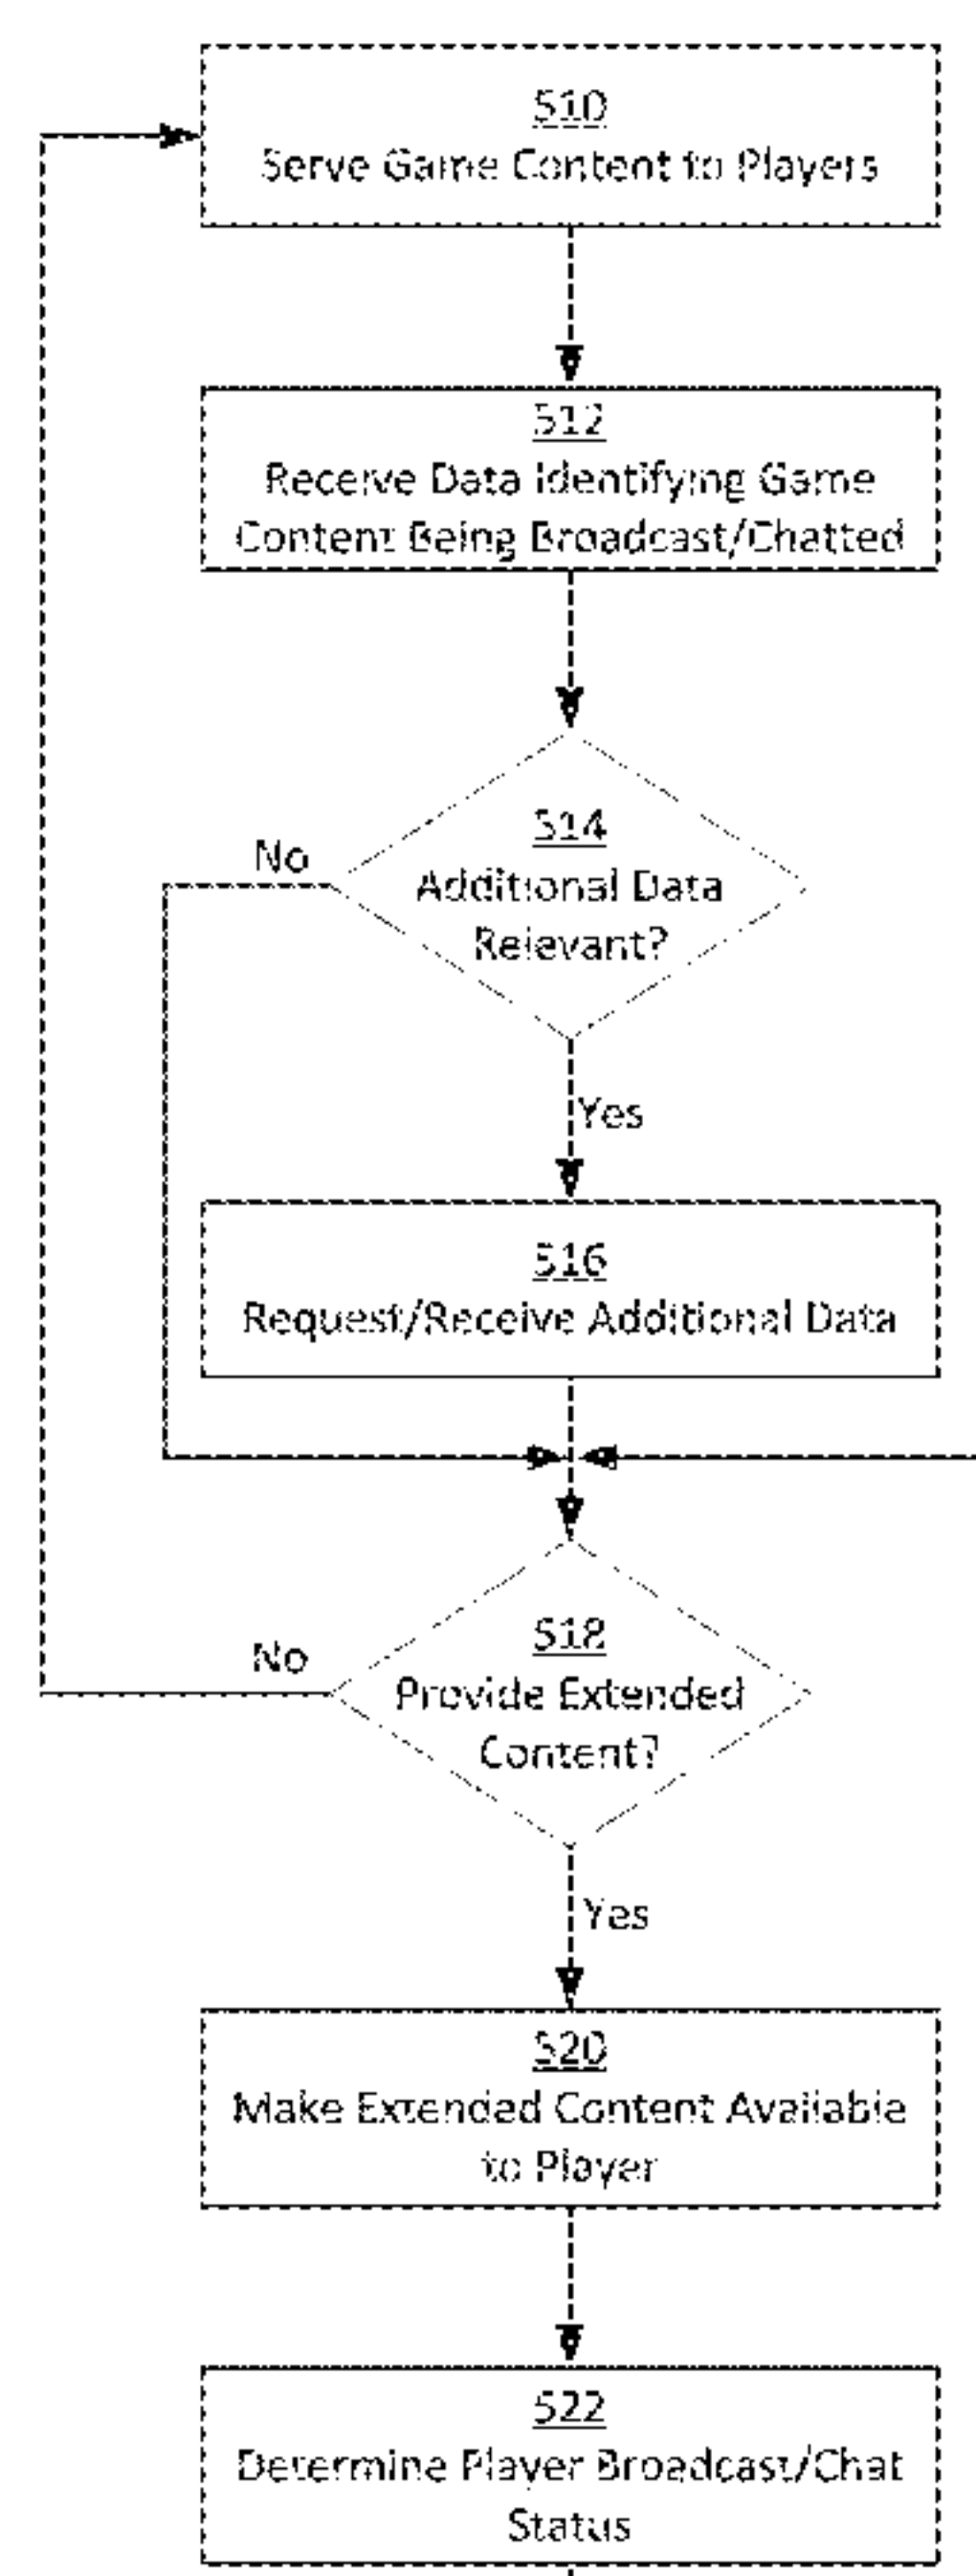 510
Serve Game Content to Players
512
Receive Data Identifying Game
Content Being Broadcast/Chatted
514
Additional Data
Relevant?
No
Yes
516
Request/Receive Additional Data
518
Provide Extended
Content?
No
Yes
520
Make Extended Content Available
to Player
522
Determine Player Broadcast/Chat
Status